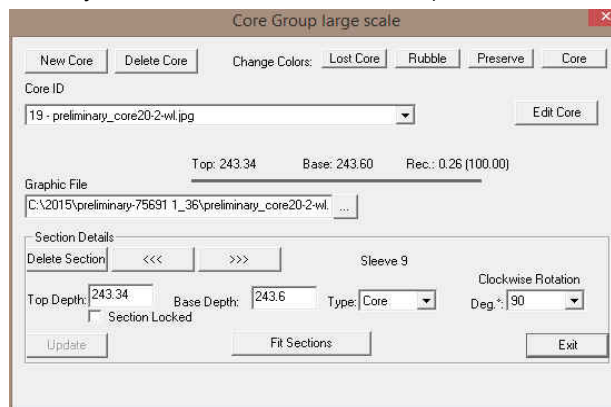 Core Group large scale
New Core Delete Core Change Colors: Lost Core Rubble Preserve Core
Core ID
19 - preliminary_core20-2-wl.jpg Edit Core
Top: 243.34 Base: 243.60 Rec.: 0.26 (100.00)
Graphic File
C:\2015\preliminary-75691 1_36\preliminary_core20-2-wl. ...
Section Details
Delete Section <<< >>> Sleeve 9
Clockwise Rotation
Top Depth: 243.34 Base Depth: 243.6 Type: Core Deg.*: 90
Section Locked
Update Fit Sections Exit